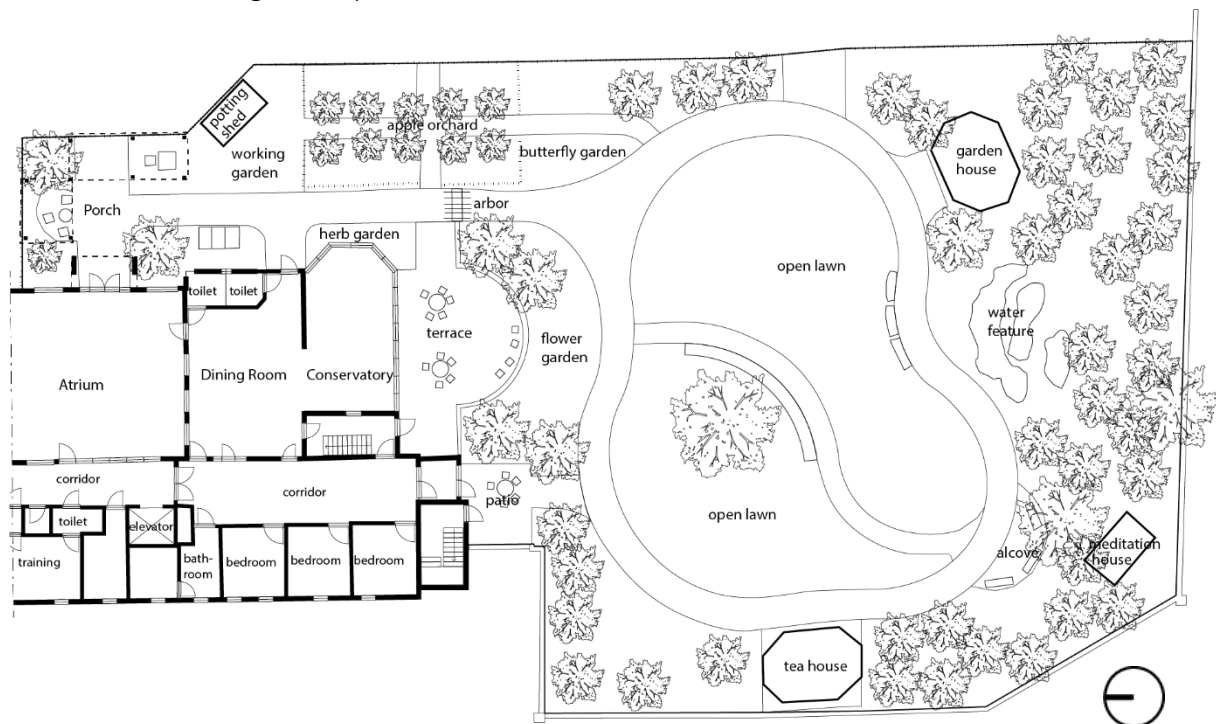 potting
shed
apple orchard
working
garden
butterfly garden
garden
house
Porch
arbor
herb garden
open lawn
toilet
toilet
water
feature
terrace
flower
garden
Atrium
Dining Room
Conservatory
corridor
corridor
patio
toilet
elevator
open lawn
training
bath-
room
bedroom
bedroom
bedroom
alcove
meditation
house
tea house